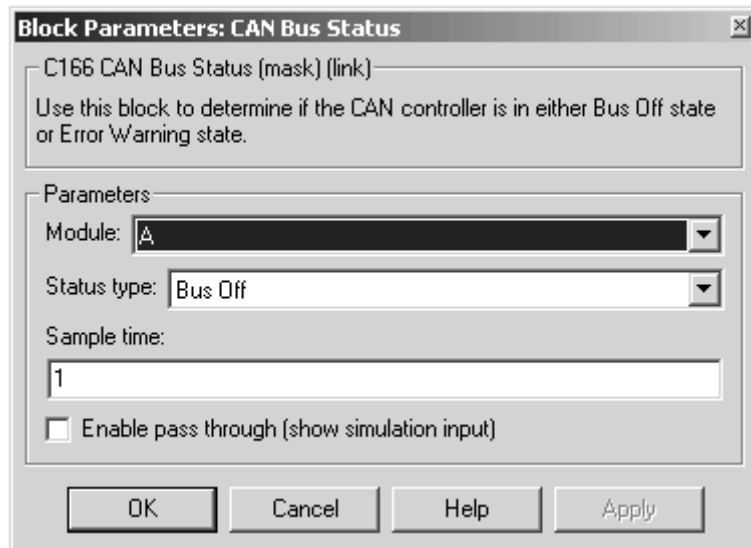 Block Parameters: CAN Bus Status
C166 CAN Bus Status (mask) (link)
Use this block to determine if the CAN controller is in either Bus Off state
or Error Warning state.
Parameters
Module: A
Status type: Bus Off
Sample time:
1
Enable pass through (show simulation input)
OK Cancel Help Apply